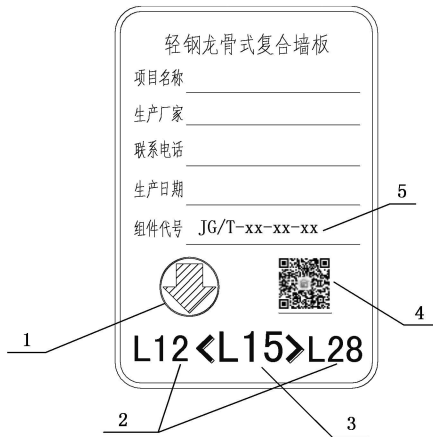 轻钢龙骨式复合墙板
项目名称
生产厂家
联系电话
生产日期
组件代号 JG/T-xx-xx-xx
5
4
1
L12<L15>L28
2
3